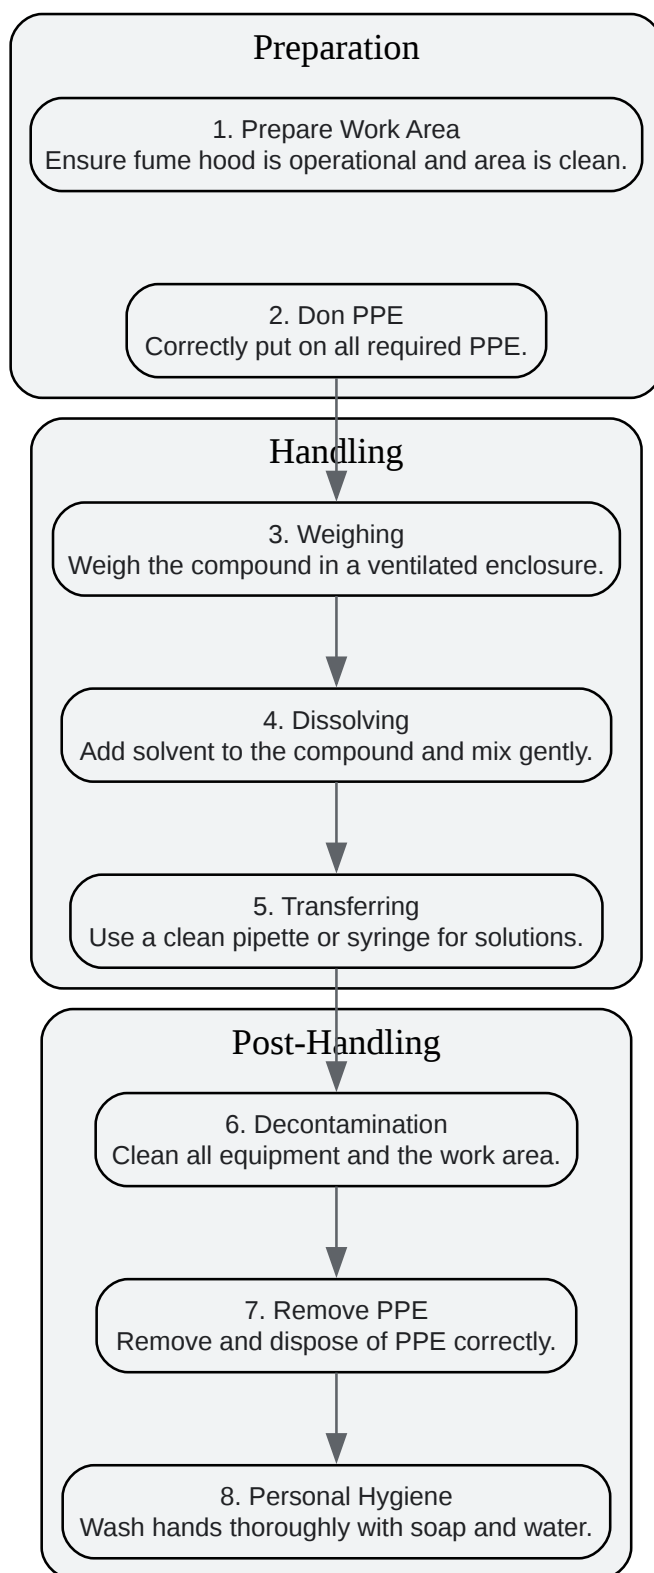 Preparation
1. Prepare Work Area
Ensure fume hood is operational and area is clean.
2. Don PPE
Correctly put on all required PPE.
Handling
3. Weighing
Weigh the compound in a ventilated enclosure.
4. Dissolving
Add solvent to the compound and mix gently.
5. Transferring
Use a clean pipette or syringe for solutions.
Post-Handling
6. Decontamination
Clean all equipment and the work area.
7. Remove PPE
Remove and dispose of PPE correctly.
8. Personal Hygiene
Wash hands thoroughly with soap and water.